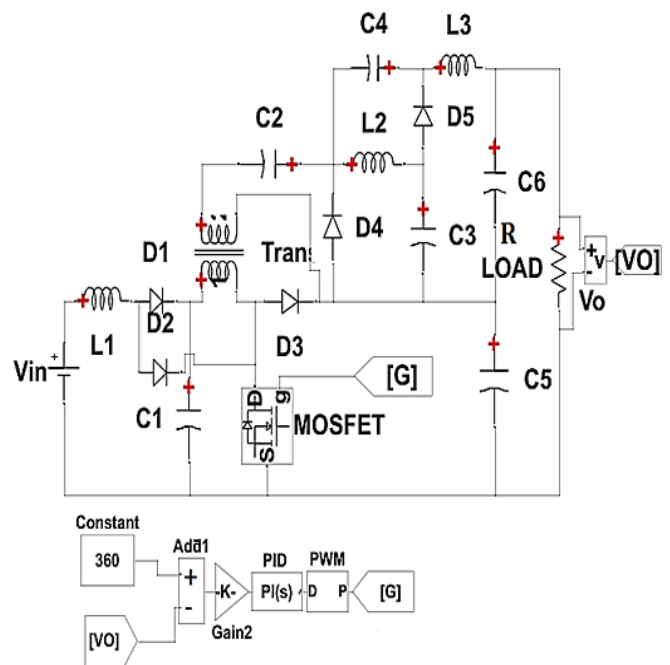 C4
L3
C2
L2
D5
C6
D4
C3
R
LOAD
D1
Trans
+
v
-
[VO]
Vo
L1
D2
D3
C5
Vin
+
C1
D
g
S
MOSFET
[G]
Constant
360
Add1
+
-
[VO]
-K-
Gain2
PID
PI(s)
PWM
D P
[G]